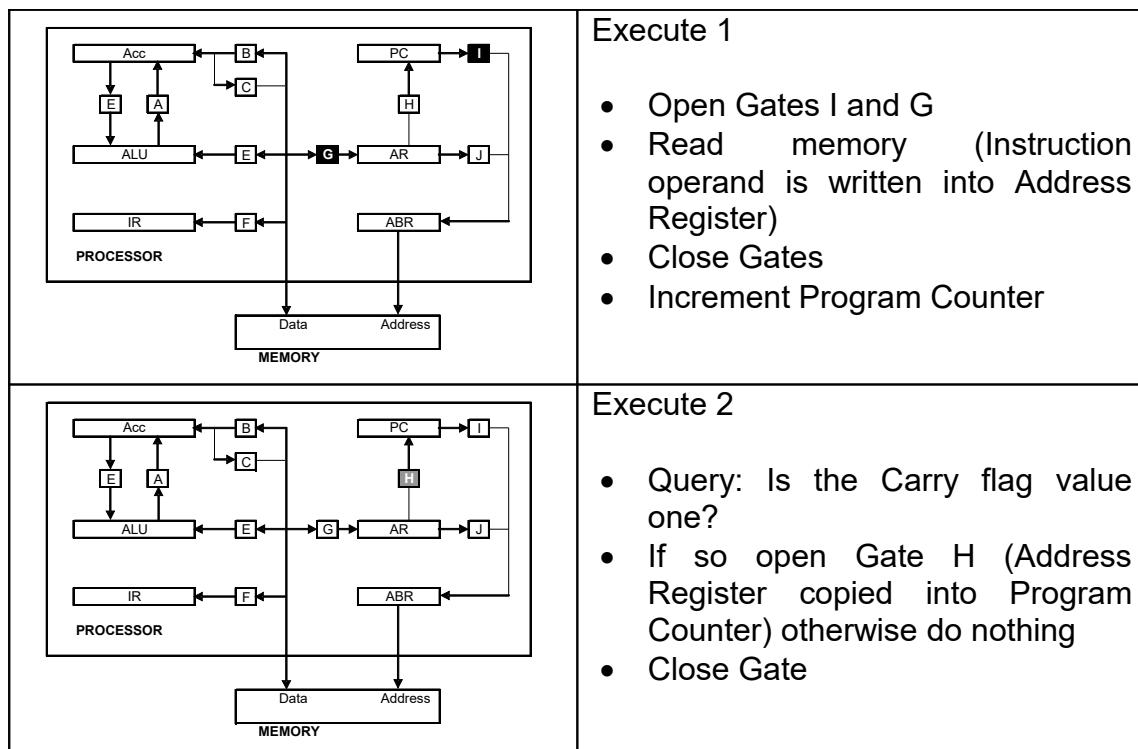 Acc
B
PC
I
C
E
A
H
ALU
E
G
AR
J
IR
F
ABR
PROCESSOR
Data
Address
MEMORY
Execute 1
• Open Gates I and G
• Read memory (Instruction
operand is written into Address
Register)
• Close Gates
• Increment Program Counter
Acc
B
PC
I
C
E
A
H
ALU
E
G
AR
J
IR
F
ABR
PROCESSOR
Data
Address
MEMORY
Execute 2
• Query: Is the Carry flag value
one?
• If so open Gate H (Address
Register copied into Program
Counter) otherwise do nothing
• Close Gate